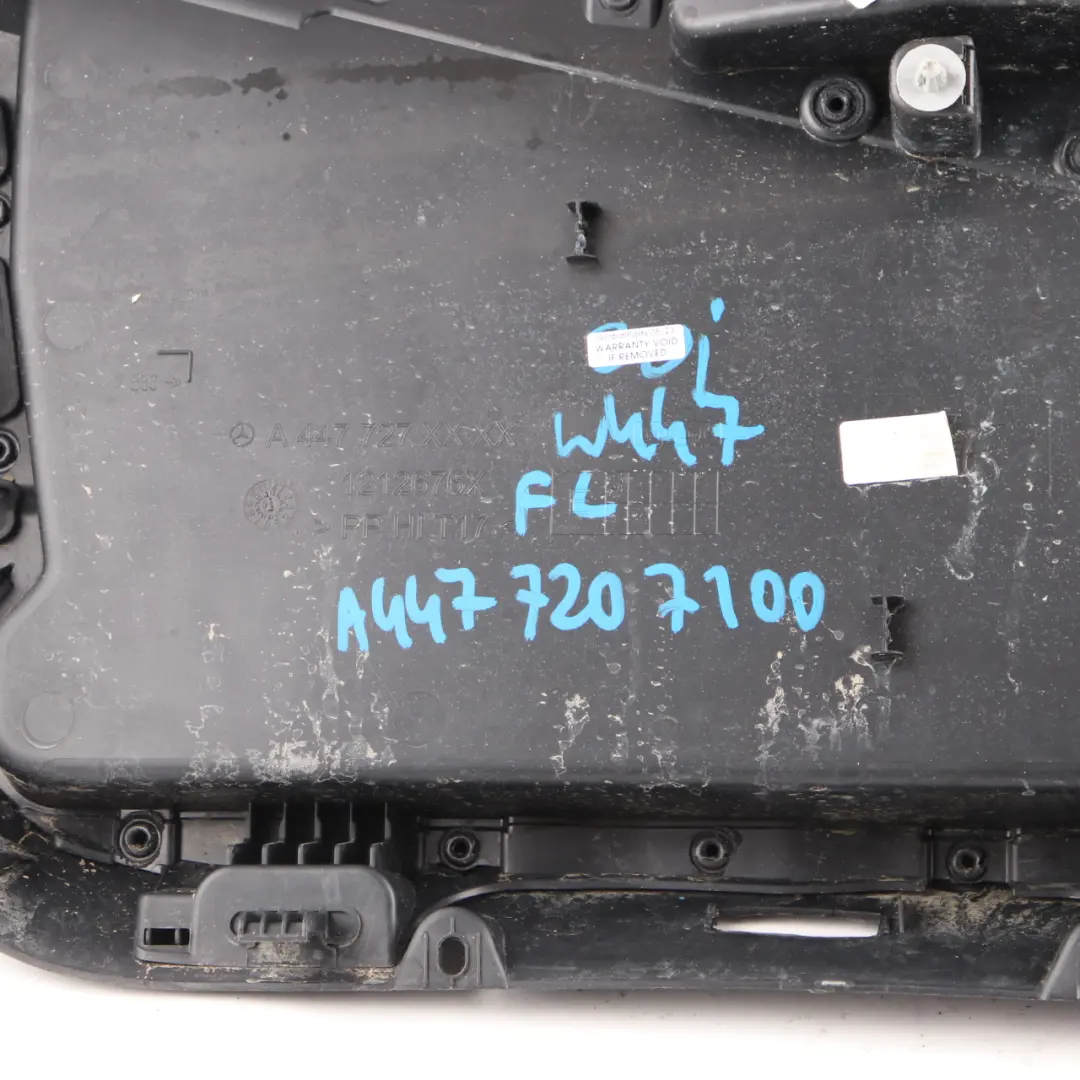 WARRANTY VOID
IF REMOVED
W447
A 447 727 XX XX
FL
1212676X
A447 720 7100